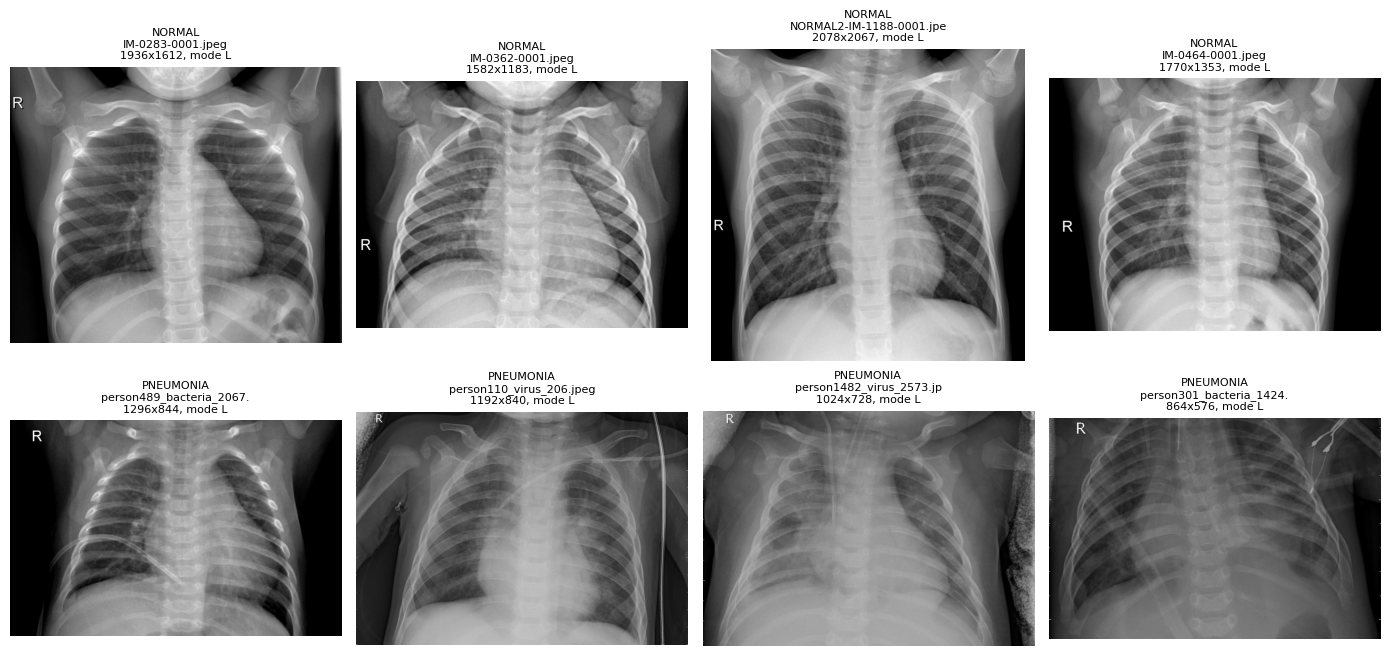 NORMAL
IM-0283-0001.jpeg
1936x1612, mode L
R
NORMAL
IM-0362-0001.jpeg
1582x1183, mode L
R
NORMAL
NORMAL2-IM-1188-0001.jpe
2078x2067, mode L
R
NORMAL
IM-0464-0001.jpeg
1770x1353, mode L
R
PNEUMONIA
person489_bacteria_2067.
1296x844, mode L
R
PNEUMONIA
person110_virus_206.jpeg
1192x840, mode L
R
PNEUMONIA
person1482_virus_2573.jp
1024x728, mode L
R
PNEUMONIA
person301_bacteria_1424.
864x576, mode L
R